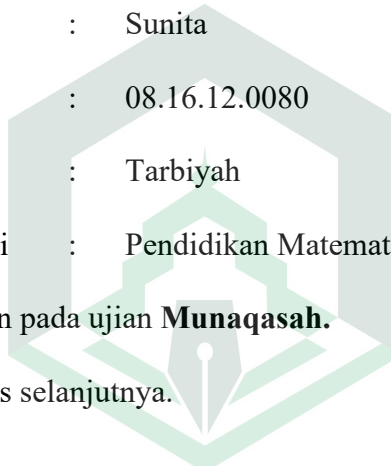 : Sunita
: 08.16.12.0080
: Tarbiyah
i : Pendidikan Matemat
n pada ujian Munaqasah.
s selanjutnya.